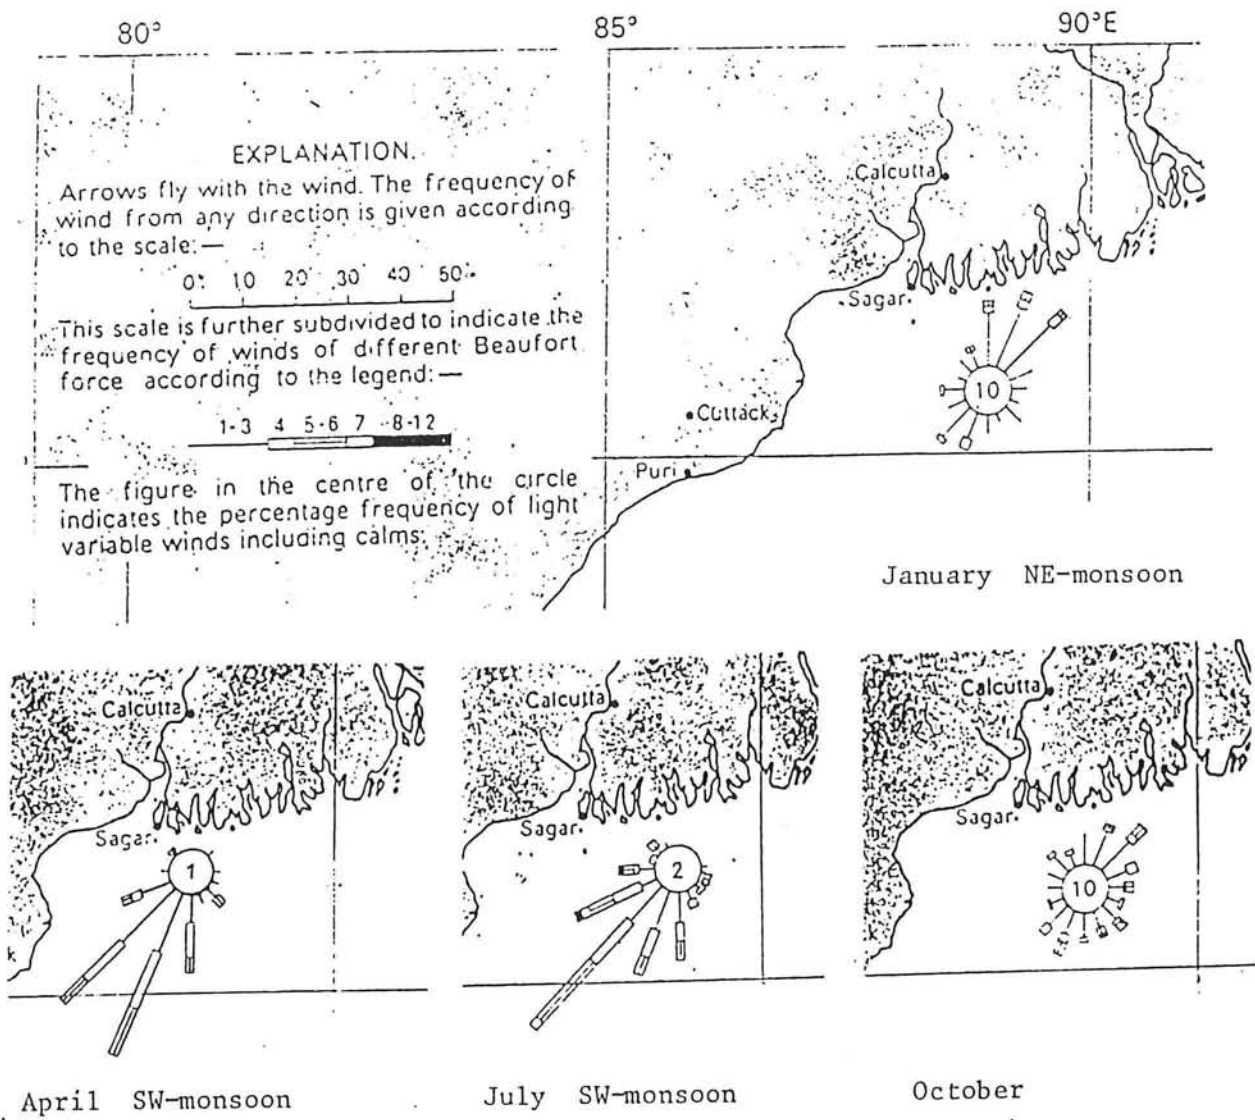 80° 85° 90°E
EXPLANATION.
Arrows fly with the wind. The frequency of
wind from any direction is given according
to the scale:—
0% 10 20 30 40 50%
This scale is further subdivided to indicate the
frequency of winds of different Beaufort
force according to the legend:—
1-3 4 5-6 7 8-12
The figure in the centre of the circle
indicates the percentage frequency of light
variable winds including calms.
Calcutta
Sagar
10
Cuttack
Puri
January NE-monsoon
Calcutta
Sagar
1
k
April SW-monsoon
Calcutta
Sagar
2
July SW-monsoon
Calcutta
Sagar
10
k
October